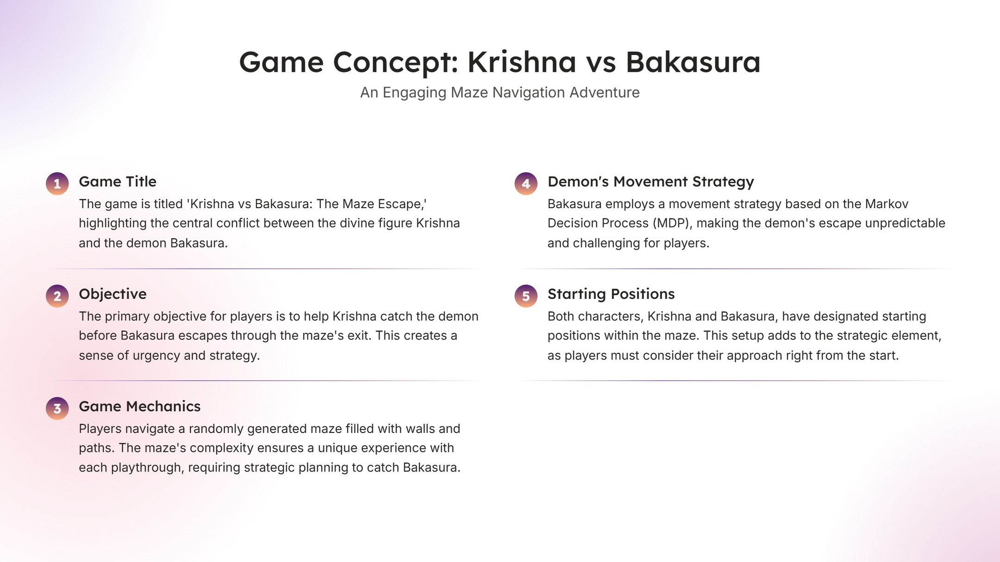 Game Concept: Krishna vs Bakasura
An Engaging Maze Navigation Adventure
1
Game Title
The game is titled 'Krishna vs Bakasura: The Maze Escape,'
highlighting the central conflict between the divine figure Krishna
and the demon Bakasura.
2
Objective
The primary objective for players is to help Krishna catch the demon
before Bakasura escapes through the maze's exit. This creates a
sense of urgency and strategy.
3
Game Mechanics
Players navigate a randomly generated maze filled with walls and
paths. The maze's complexity ensures a unique experience with
each playthrough, requiring strategic planning to catch Bakasura.
4
Demon's Movement Strategy
Bakasura employs a movement strategy based on the Markov
Decision Process (MDP), making the demon's escape unpredictable
and challenging for players.
5
Starting Positions
Both characters, Krishna and Bakasura, have designated starting
positions within the maze. This setup adds to the strategic element,
as players must consider their approach right from the start.